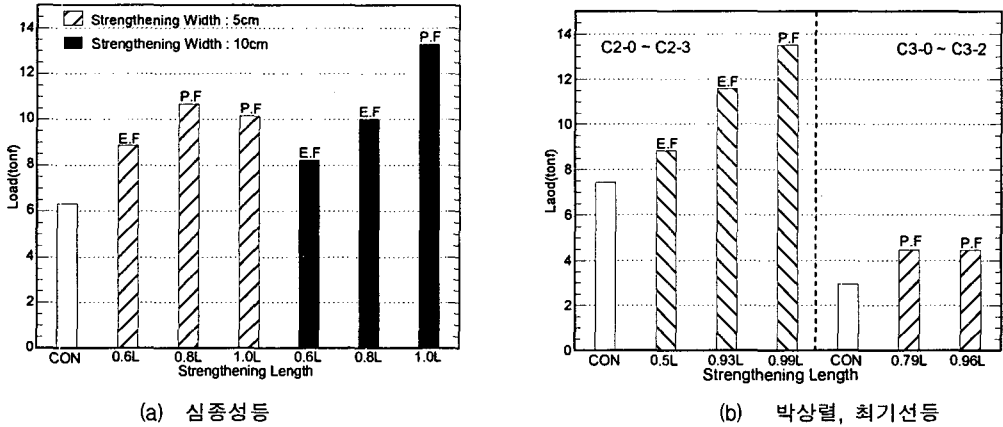 14
12
10
8
6
4
2
0
Load(tonf)
Strengthening Width : 5cm
Strengthening Width : 10cm
E.F
P.F
P.F
E.F
E.F
P.F
CON
0.6L
0.8L
1.0L
0.6L
0.8L
1.0L
Strengthening Length
(a) 심종성등
14
12
10
8
6
4
2
0
Laod(tonf)
C2-0 ~ C2-3
C3-0 ~ C3-2
E.F
E.F
P.F
P.F
P.F
CON
0.5L
0.93L
0.99L
CON
0.79L
0.96L
Strengthening Length
(b) 박상렬, 최기선등